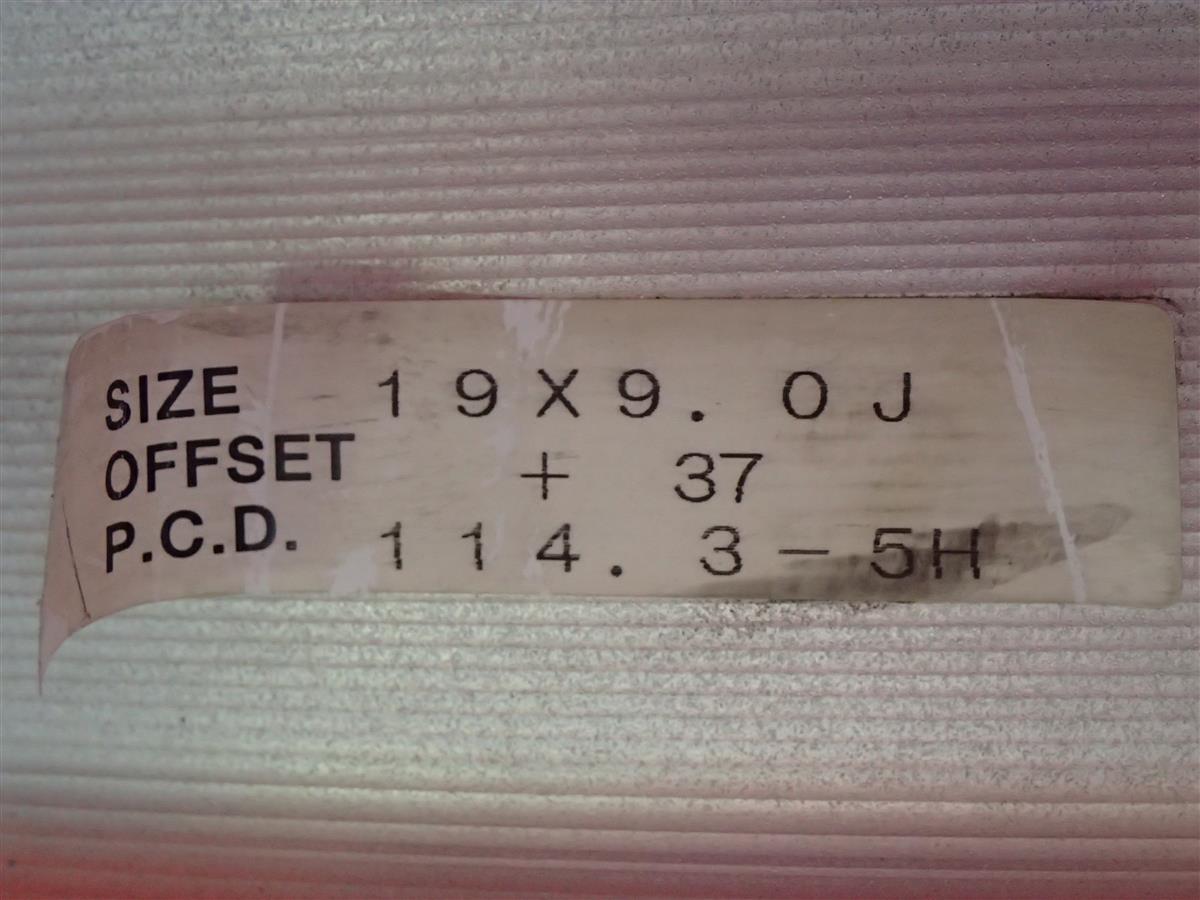 SIZE 19X9.0J
OFFSET + 37
P.C.D. 114.3-5H